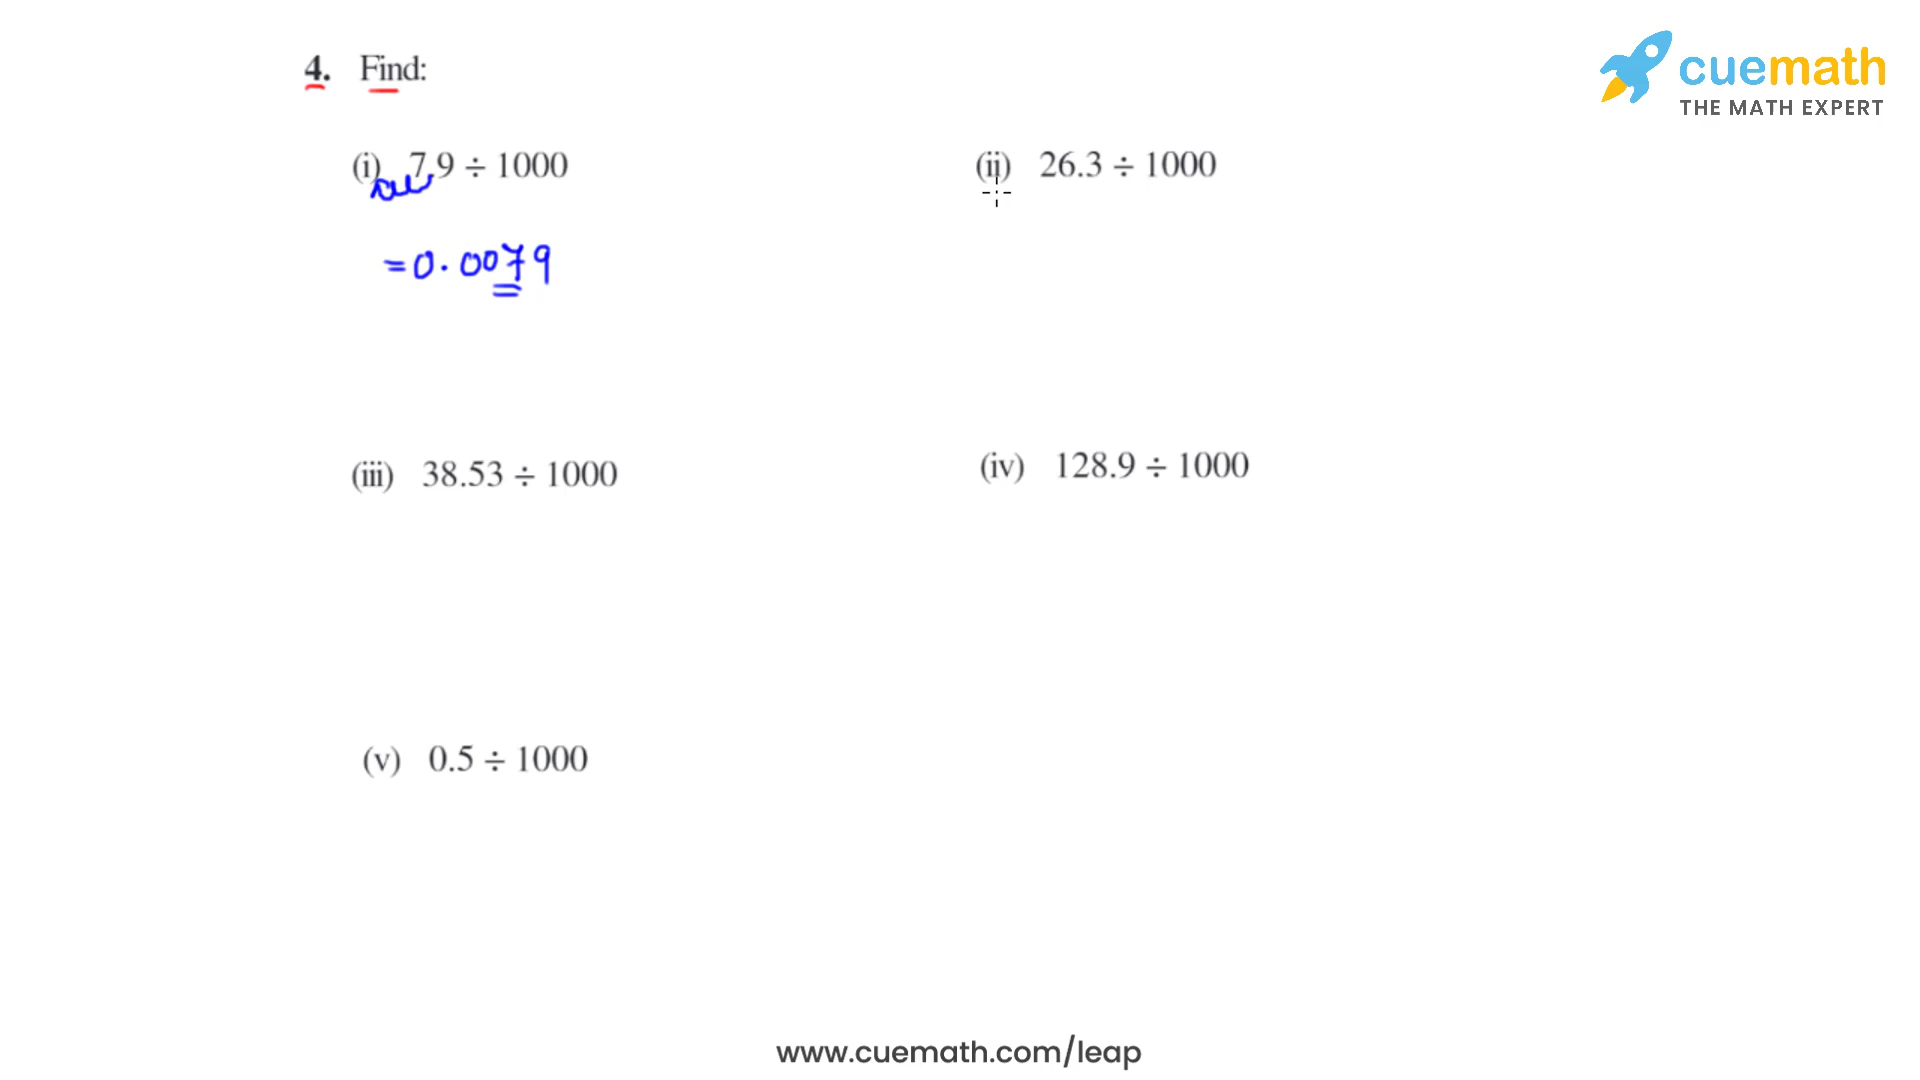 4. Find:
cuemath
THE MATH EXPERT
(i) 7.9 ÷ 1000
(ii) 26.3 ÷ 1000
= 0.0079
(iii) 38.53 ÷ 1000
(iv) 128.9 ÷ 1000
(v) 0.5 ÷ 1000
www.cuemath.com/leap